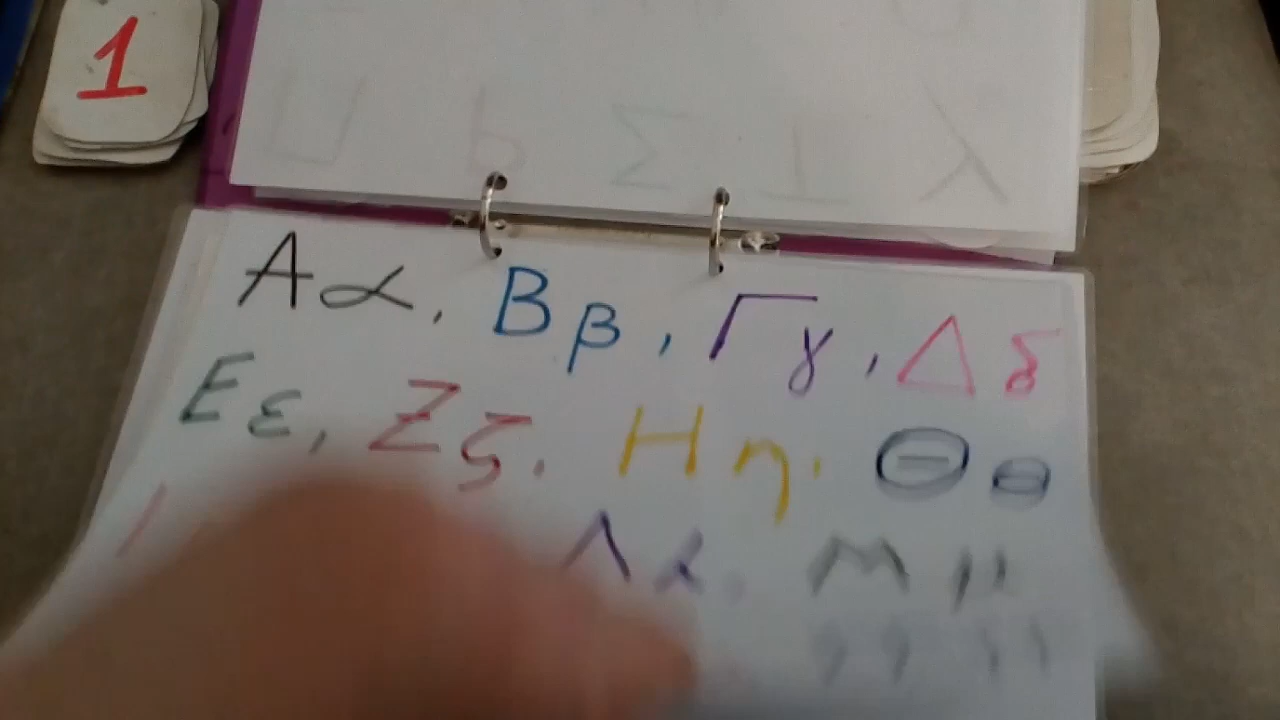 1
Αα, Ββ, Γγ, Δδ
Εε, Ζζ, Ηη, Θθ
Ι Λλ, Μμ